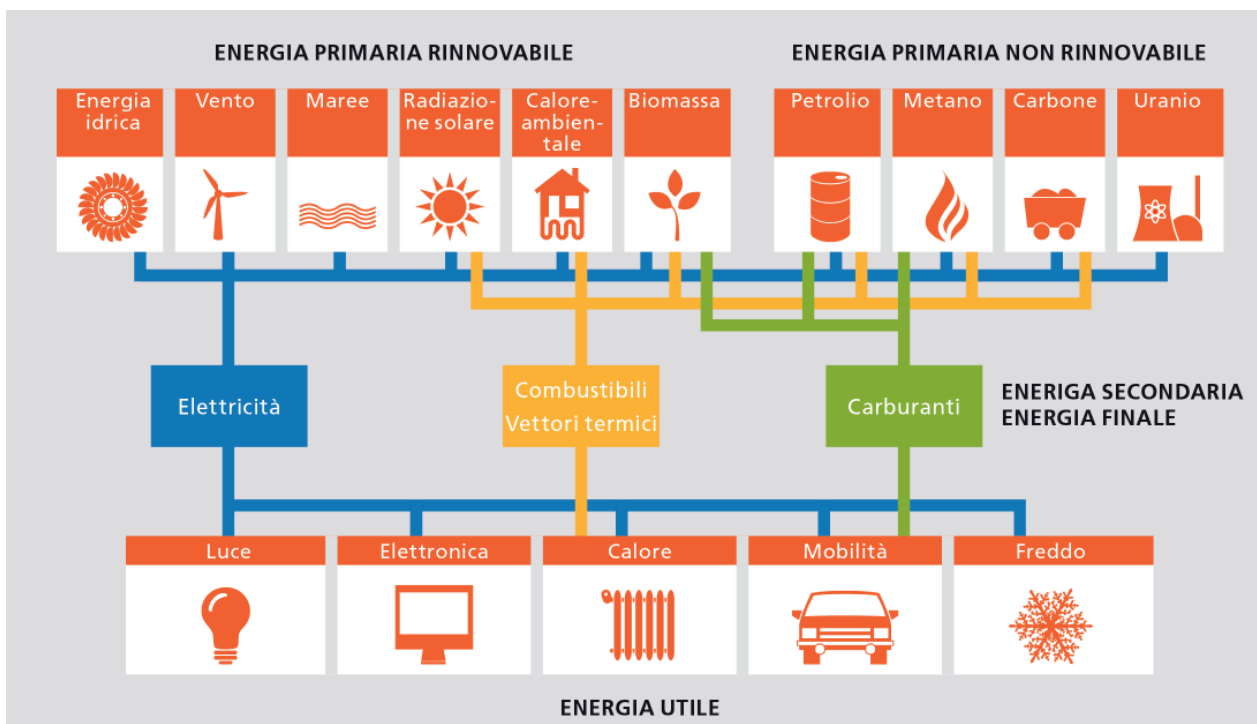 ENERGIA PRIMARIA RINNOVABILE
ENERGIA PRIMARIA NON RINNOVABILE
Energia
idrica
Vento
Maree
Radiazio-
ne solare
Calore-
ambien-
tale
Biomassa
Petrolio
Metano
Carbone
Uranio
Elettricità
Combustibili
Vettori termici
Carburanti
ENERIGA SECONDARIA
ENERGIA FINALE
Luce
Elettronica
Calore
Mobilità
Freddo
ENERGIA UTILE